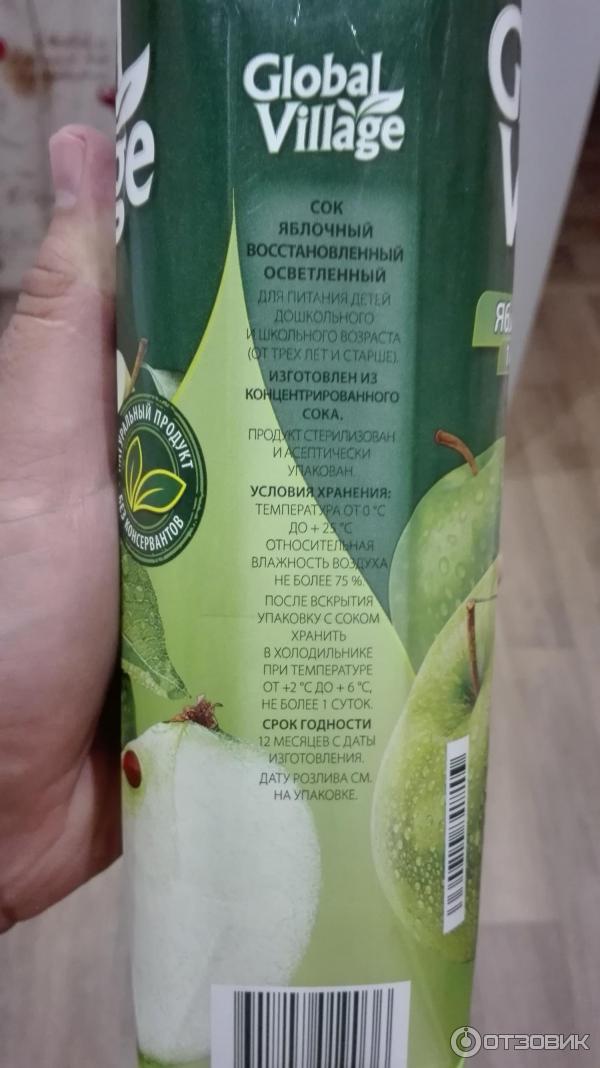 Global
Village
СОК
ЯБЛОЧНЫЙ
ВОССТАНОВЛЕННЫЙ
ОСВЕТЛЕННЫЙ
ДЛЯ ПИТАНИЯ ДЕТЕЙ
ДОШКОЛЬНОГО
И ШКОЛЬНОГО ВОЗРАСТА
(ОТ ТРЕХ ЛЕТ И СТАРШЕ).
ИЗГОТОВЛЕН ИЗ
КОНЦЕНТРИРОВАННОГО
СОКА.
ПРОДУКТ СТЕРИЛИЗОВАН
И АСЕПТИЧЕСКИ
УПАКОВАН.
УСЛОВИЯ ХРАНЕНИЯ:
ТЕМПЕРАТУРА ОТ 0 °С
ДО + 25 °С
ОТНОСИТЕЛЬНАЯ
ВЛАЖНОСТЬ ВОЗДУХА
НЕ БОЛЕЕ 75 %.
ПОСЛЕ ВСКРЫТИЯ
УПАКОВКУ С СОКОМ
ХРАНИТЬ
В ХОЛОДИЛЬНИКЕ
ПРИ ТЕМПЕРАТУРЕ
ОТ +2 °С ДО + 6 °С,
НЕ БОЛЕЕ 1 СУТОК.
СРОК ГОДНОСТИ
12 МЕСЯЦЕВ С ДАТЫ
ИЗГОТОВЛЕНИЯ.
ДАТУ РОЗЛИВА СМ.
НА УПАКОВКЕ.
НАТУРАЛЬНЫЙ ПРОДУКТ
БЕЗ КОНСЕРВАНТОВ
ОТЗОВИК